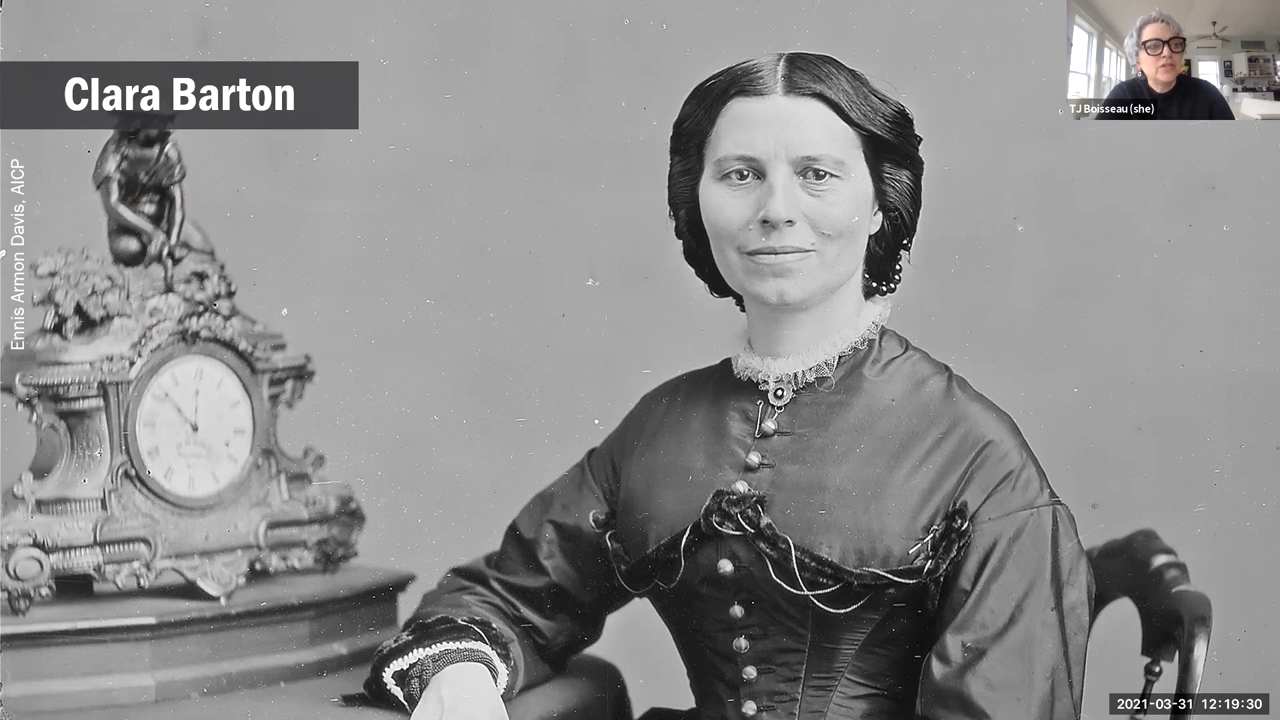 Clara Barton
TJ Boisseau (she)
Ennis Armon Davis, AICP
2021-03-31 12:19:30